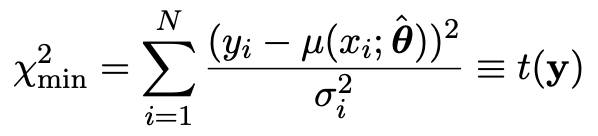 χ²_min = ∑_{i=1}^{N} (y_i − μ(x_i; θ̂))² / σ_i² ≡ t(y)